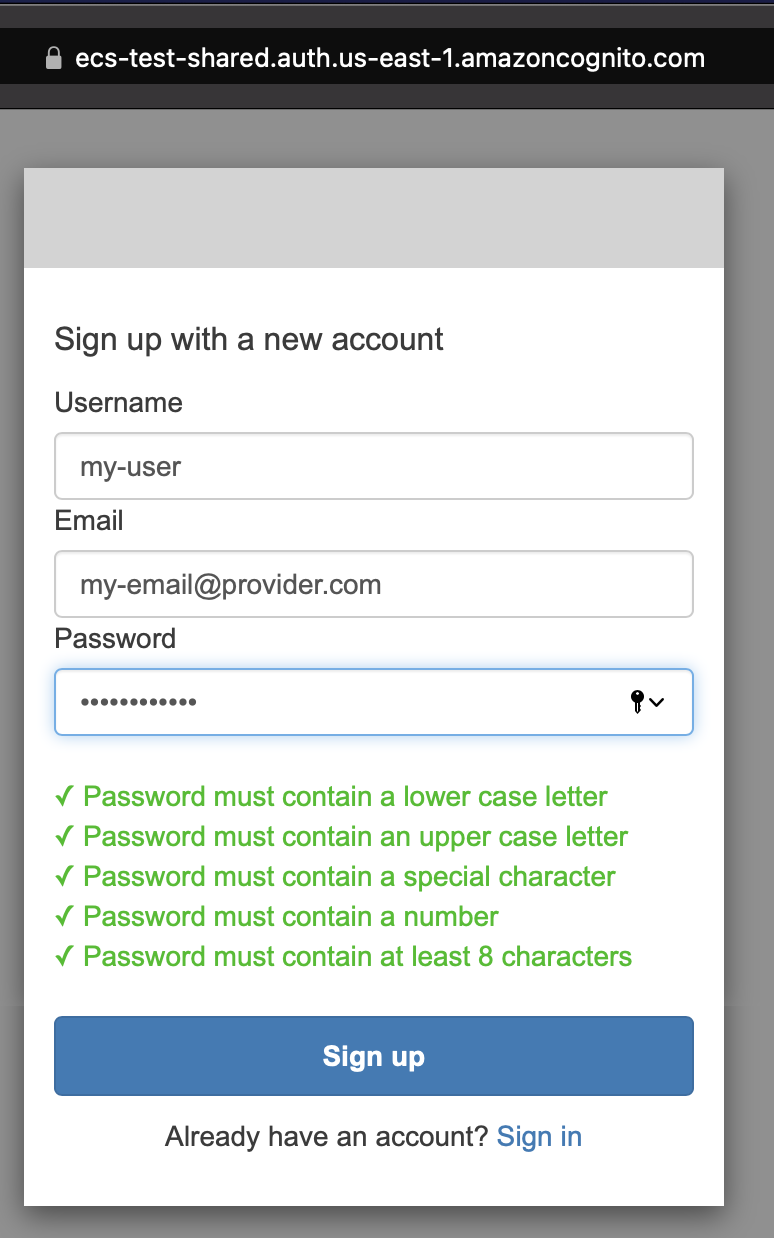 ecs-test-shared.auth.us-east-1.amazoncognito.com
Sign up with a new account
Username
my-user
Email
my-email@provider.com
Password
••••••••••••
✓ Password must contain a lower case letter
✓ Password must contain an upper case letter
✓ Password must contain a special character
✓ Password must contain a number
✓ Password must contain at least 8 characters
Sign up
Already have an account? Sign in